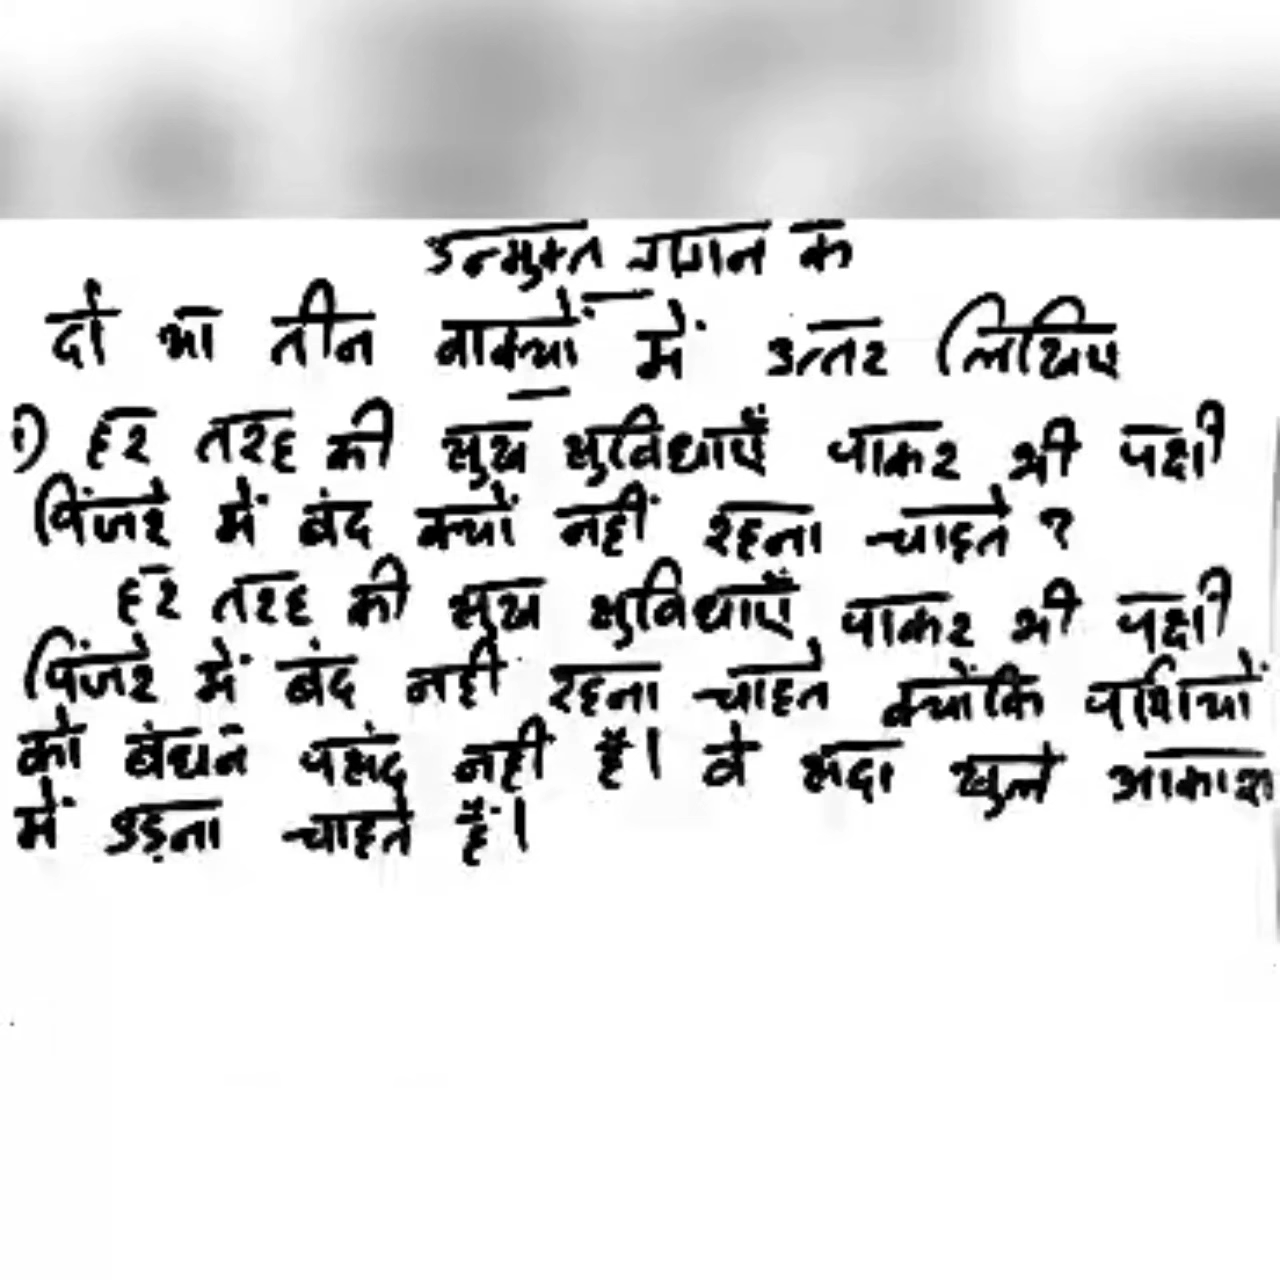 उन्मुक्त गगन के
दो या तीन वाक्यों में उत्तर लिखिए
१) हर तरह की सुख सुविधाएँ पाकर भी पक्षी
पिंजरे में बंद क्यों नहीं रहना चाहते ?
हर तरह की सुख सुविधाएँ पाकर भी पक्षी
पिंजरे में बंद नहीं रहना चाहते क्योंकि पक्षियों
को बंधन पसंद नहीं है। वे सदा खुले आकाश
में उड़ना चाहते हैं।